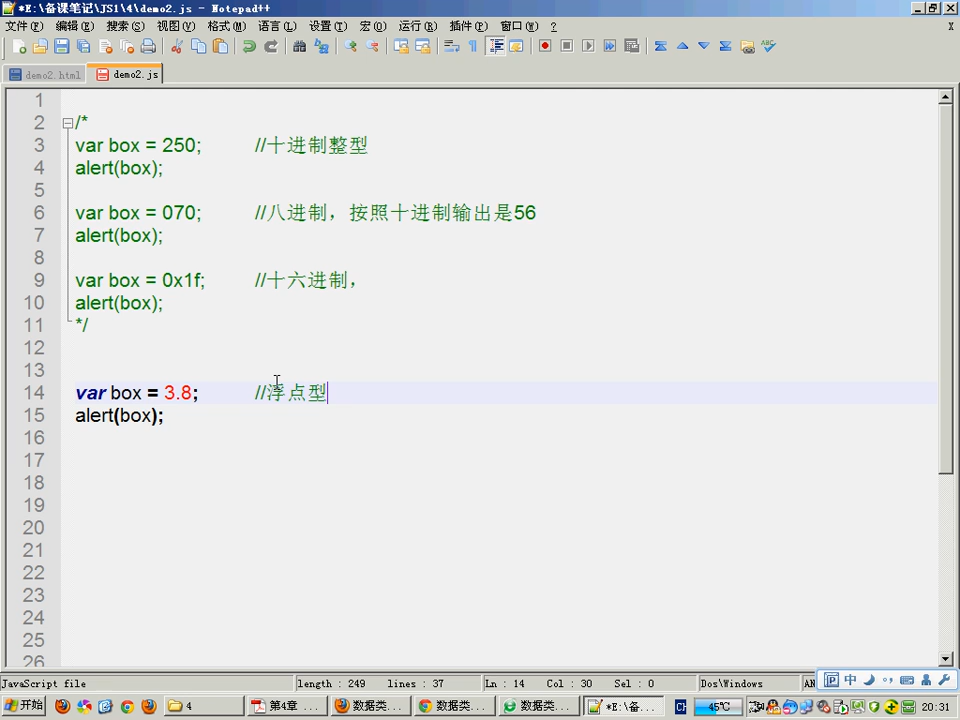 *E:\备课笔记\JS1\4\demo2.js - Notepad++
文件(F) 编辑(E) 搜索(S) 视图(V) 格式(M) 语言(L) 设置(T) 宏(O) 运行(R) 插件(P) 窗口(W) ? X
demo2.html demo2.js
1
2 /*
3 var box = 250; //十进制整型
4 alert(box);
5
6 var box = 070; //八进制，按照十进制输出是56
7 alert(box);
8
9 var box = 0x1f; //十六进制，
10 alert(box);
11 */
12
13
14 var box = 3.8; //浮点型
15 alert(box);
16
17
18
19
20
21
22
23
24
25
26
JavaScript file length : 249 lines : 37 Ln : 14 Col : 30 Sel : 0 Dos\Windows AN 中
开始 4 第4章 ... 数据类... 数据类... 数据类... *E:\备... CH 45℃ 20:31